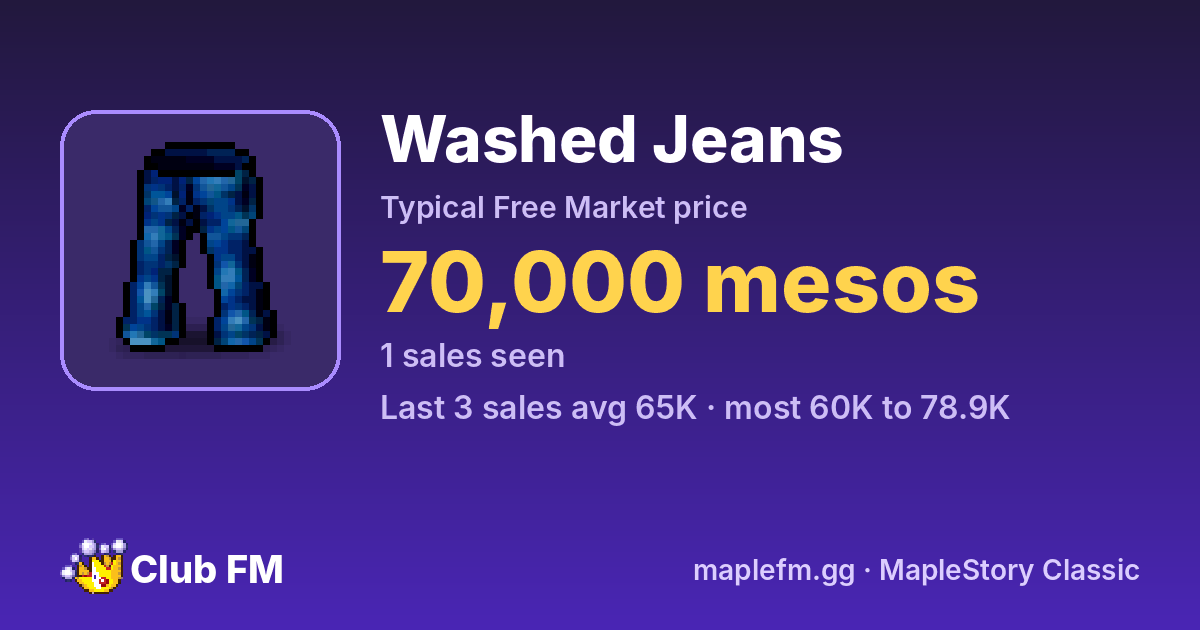 Washed Jeans
Typical Free Market price
70,000 mesos
1 sales seen
Last 3 sales avg 65K · most 60K to 78.9K
Club FM
maplefm.gg · MapleStory Classic